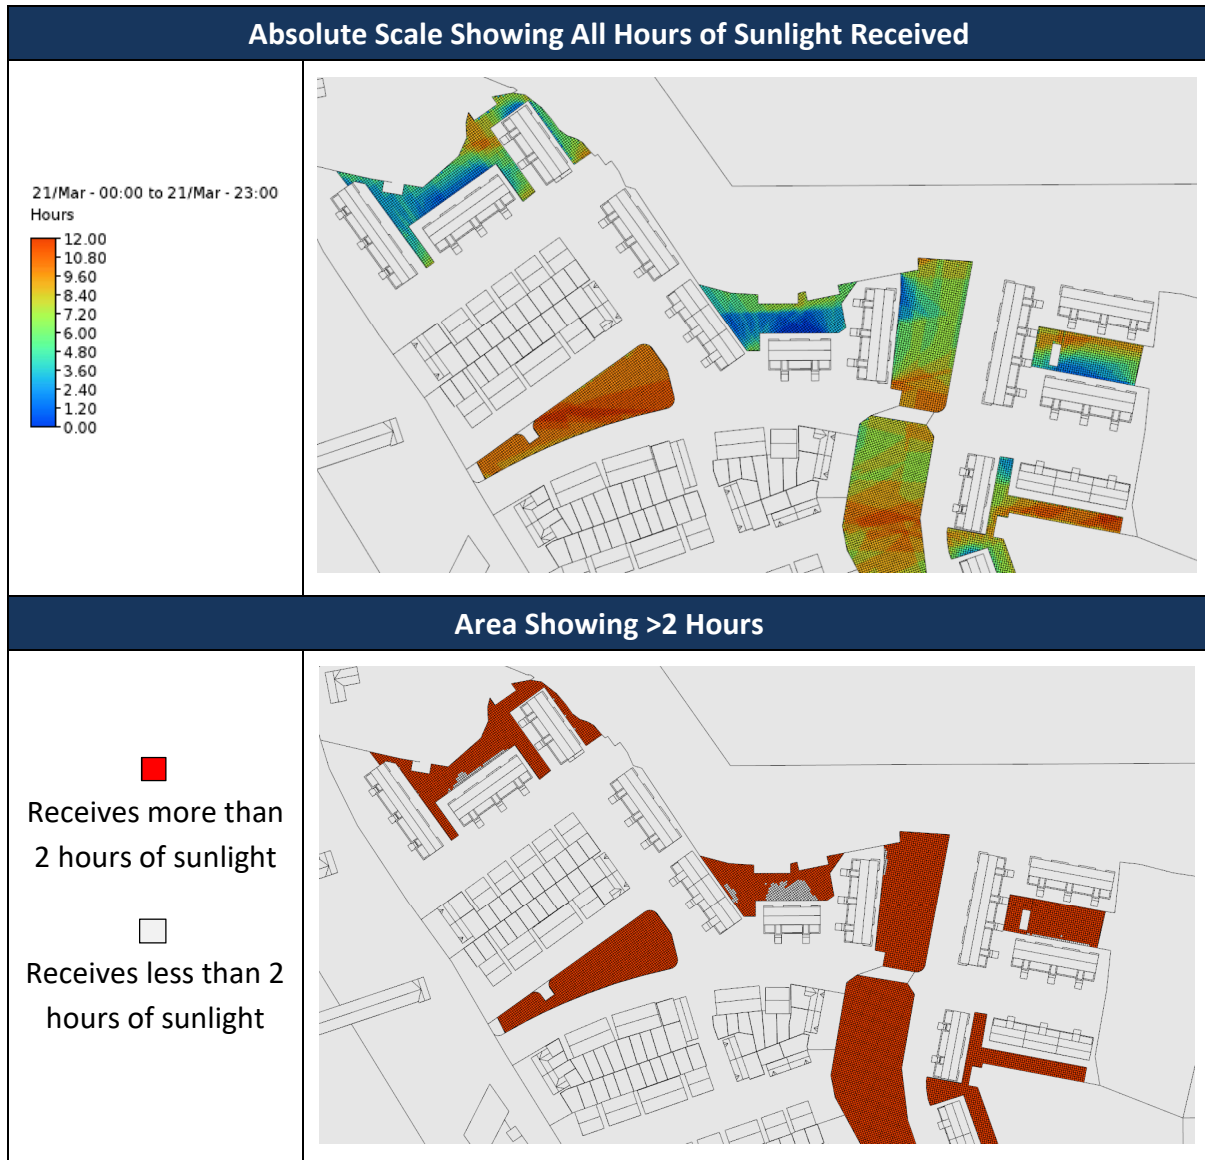 Absolute Scale Showing All Hours of Sunlight Received
21/Mar - 00:00 to 21/Mar - 23:00
Hours
12.00
10.80
9.60
8.40
7.20
6.00
4.80
3.60
2.40
1.20
0.00
Area Showing >2 Hours
Receives more than
2 hours of sunlight
Receives less than 2
hours of sunlight